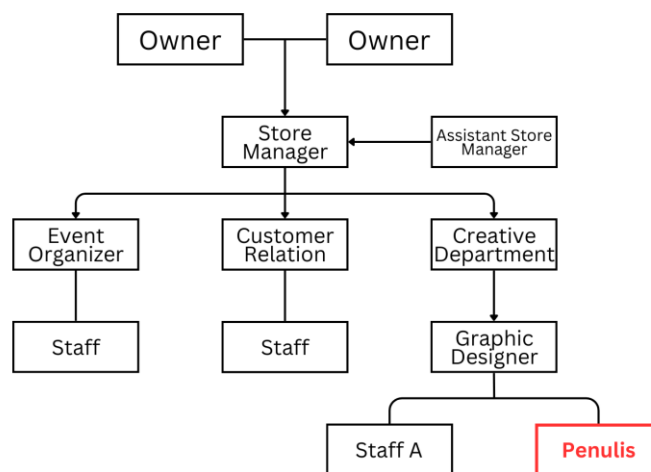 Owner
Owner
Store
Manager
Assistant Store
Manager
Event
Organizer
Customer
Relation
Creative
Department
Staff
Staff
Graphic
Designer
Staff A
Penulis